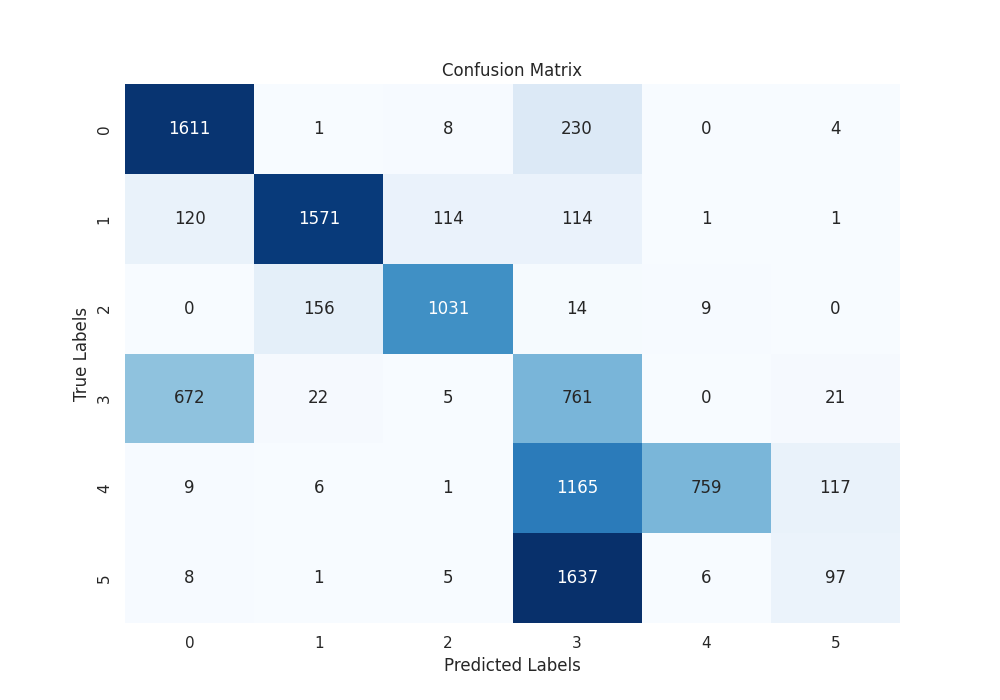 Confusion Matrix
0 1611 1 8 230 0 4
1 120 1571 114 114 1 1
2 0 156 1031 14 9 0
3 672 22 5 761 0 21
4 9 6 1 1165 759 117
5 8 1 5 1637 6 97
True Labels
0 1 2 3 4 5
Predicted Labels